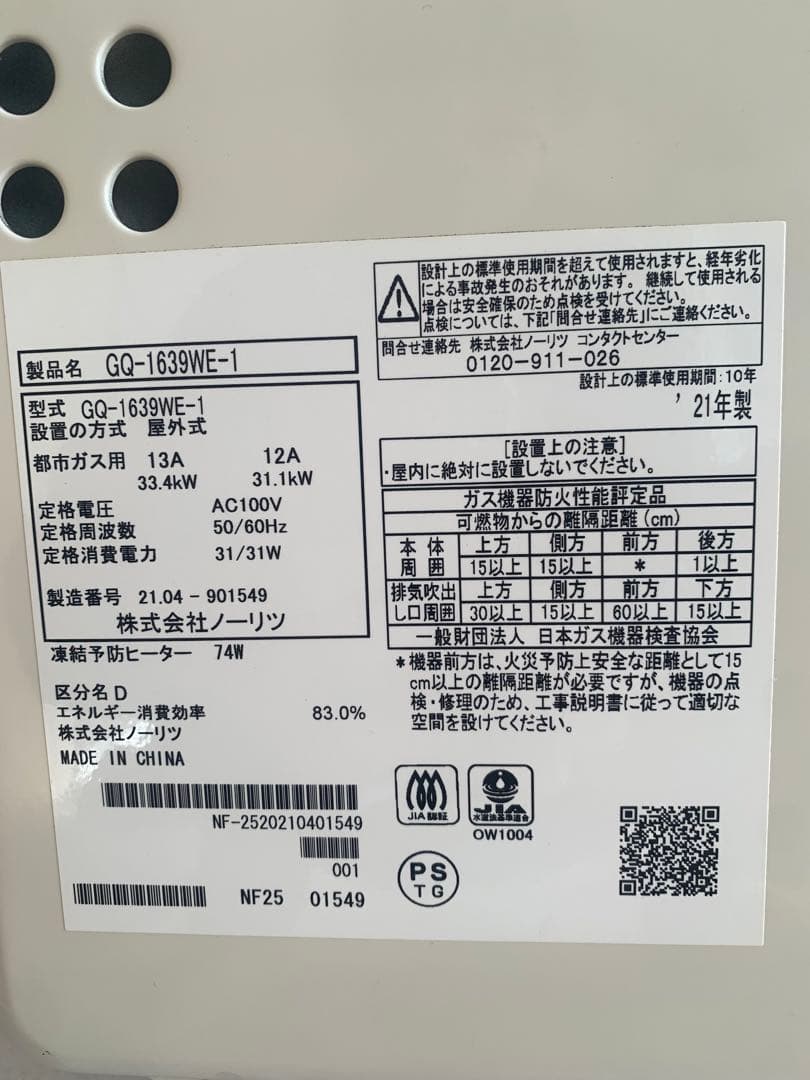 製品名 GQ-1639WE-1
型式 GQ-1639WE-1
設置の方式 屋外式
都市ガス用 13A 12A
33.4kW 31.1kW
定格電圧 AC100V
定格周波数 50/60Hz
定格消費電力 31/31W
製造番号 21.04-901549
株式会社ノーリツ
凍結予防ヒーター 74W
区分名 D
エネルギー消費効率 83.0%
株式会社ノーリツ
MADE IN CHINA
NF-2520210401549
001
NF25 01549
設計上の標準使用期間を超えて使用されますと、経年劣化
による事故発生のおそれがあります。 継続して使用される
場合は安全確保のため点検を受けてください。
点検については、下記「問合せ連絡先」にご連絡ください。
問合せ連絡先 株式会社ノーリツ コンタクトセンター
0120-911-026
設計上の標準使用期間:10年
'21年製
[設置上の注意]
・屋内に絶対に設置しないでください。
ガス機器防火性能評定品
可燃物からの離隔距離(cm)
本体 上方 側方 前方 後方
周囲 15以上 15以上 * 1以上
排気吹出 上方 側方 前方 下方
し口周囲 30以上 15以上 60以上 15以上
一般財団法人 日本ガス機器検査協会
*機器前方は、火災予防上安全な距離として15
cm以上の離隔距離が必要ですが、機器の点
検・修理のため、工事説明書に従って適切な
空間を設けてください。
JIA認証
JIA
水道法基準適合
OW1004
PS
TG